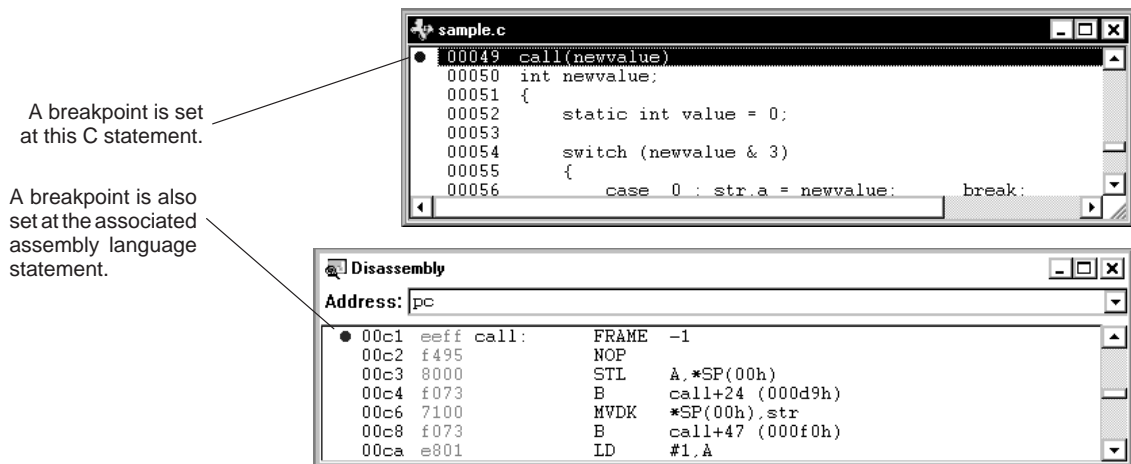 sample.c
00049 call(newvalue)
00050 int newvalue;
00051 {
00052 static int value = 0;
00053
00054 switch (newvalue & 3)
00055 {
00056 case 0 : str.a = newvalue; break;
A breakpoint is set
at this C statement.
A breakpoint is also
set at the associated
assembly language
statement.
Disassembly
Address: pc
00c1 eeff call: FRAME -1
00c2 f495 NOP
00c3 8000 STL A,*SP(00h)
00c4 f073 B call+24 (000d9h)
00c6 7100 MVDK *SP(00h),str
00c8 f073 B call+47 (000f0h)
00ca e801 LD #1,A